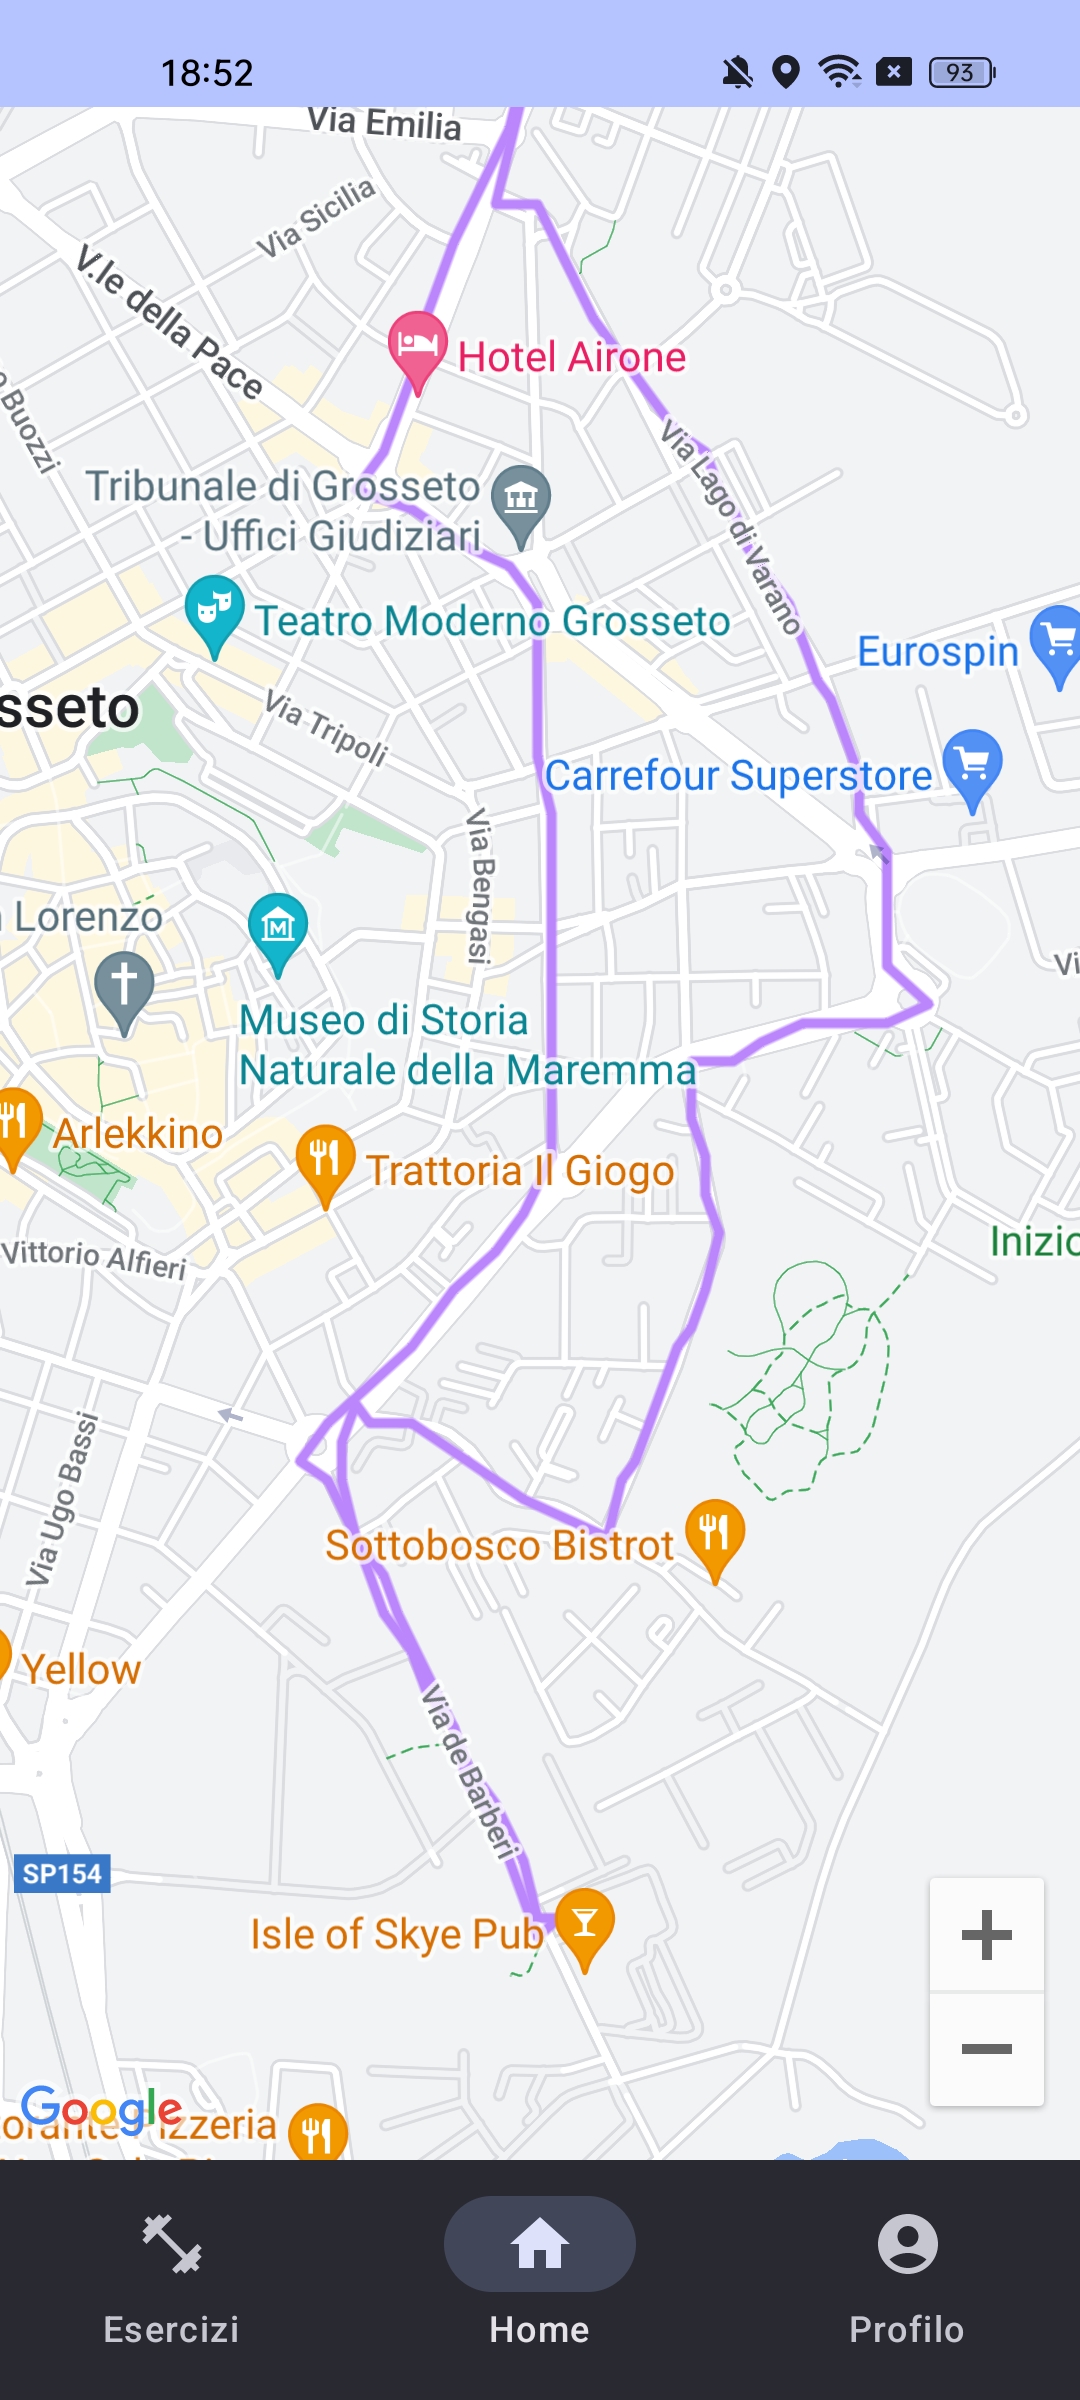 18:52
93
Via Emilia
Via Sicilia
V.le della Pace
Buozzi
Hotel Airone
Via Lago di Varano
Tribunale di Grosseto
- Uffici Giudiziari
Teatro Moderno Grosseto
Eurospin
sseto
Via Tripoli
Carrefour Superstore
Via Bengasi
Lorenzo
Vi
M
Museo di Storia
Naturale della Maremma
Arlekkino
Trattoria Il Giogo
Vittorio Alfieri
Inizio
Via Ugo Bassi
Sottobosco Bistrot
Yellow
Via de Barberi
SP154
Isle of Skye Pub
+
−
Google
Pizzeria
Esercizi
Home
Profilo